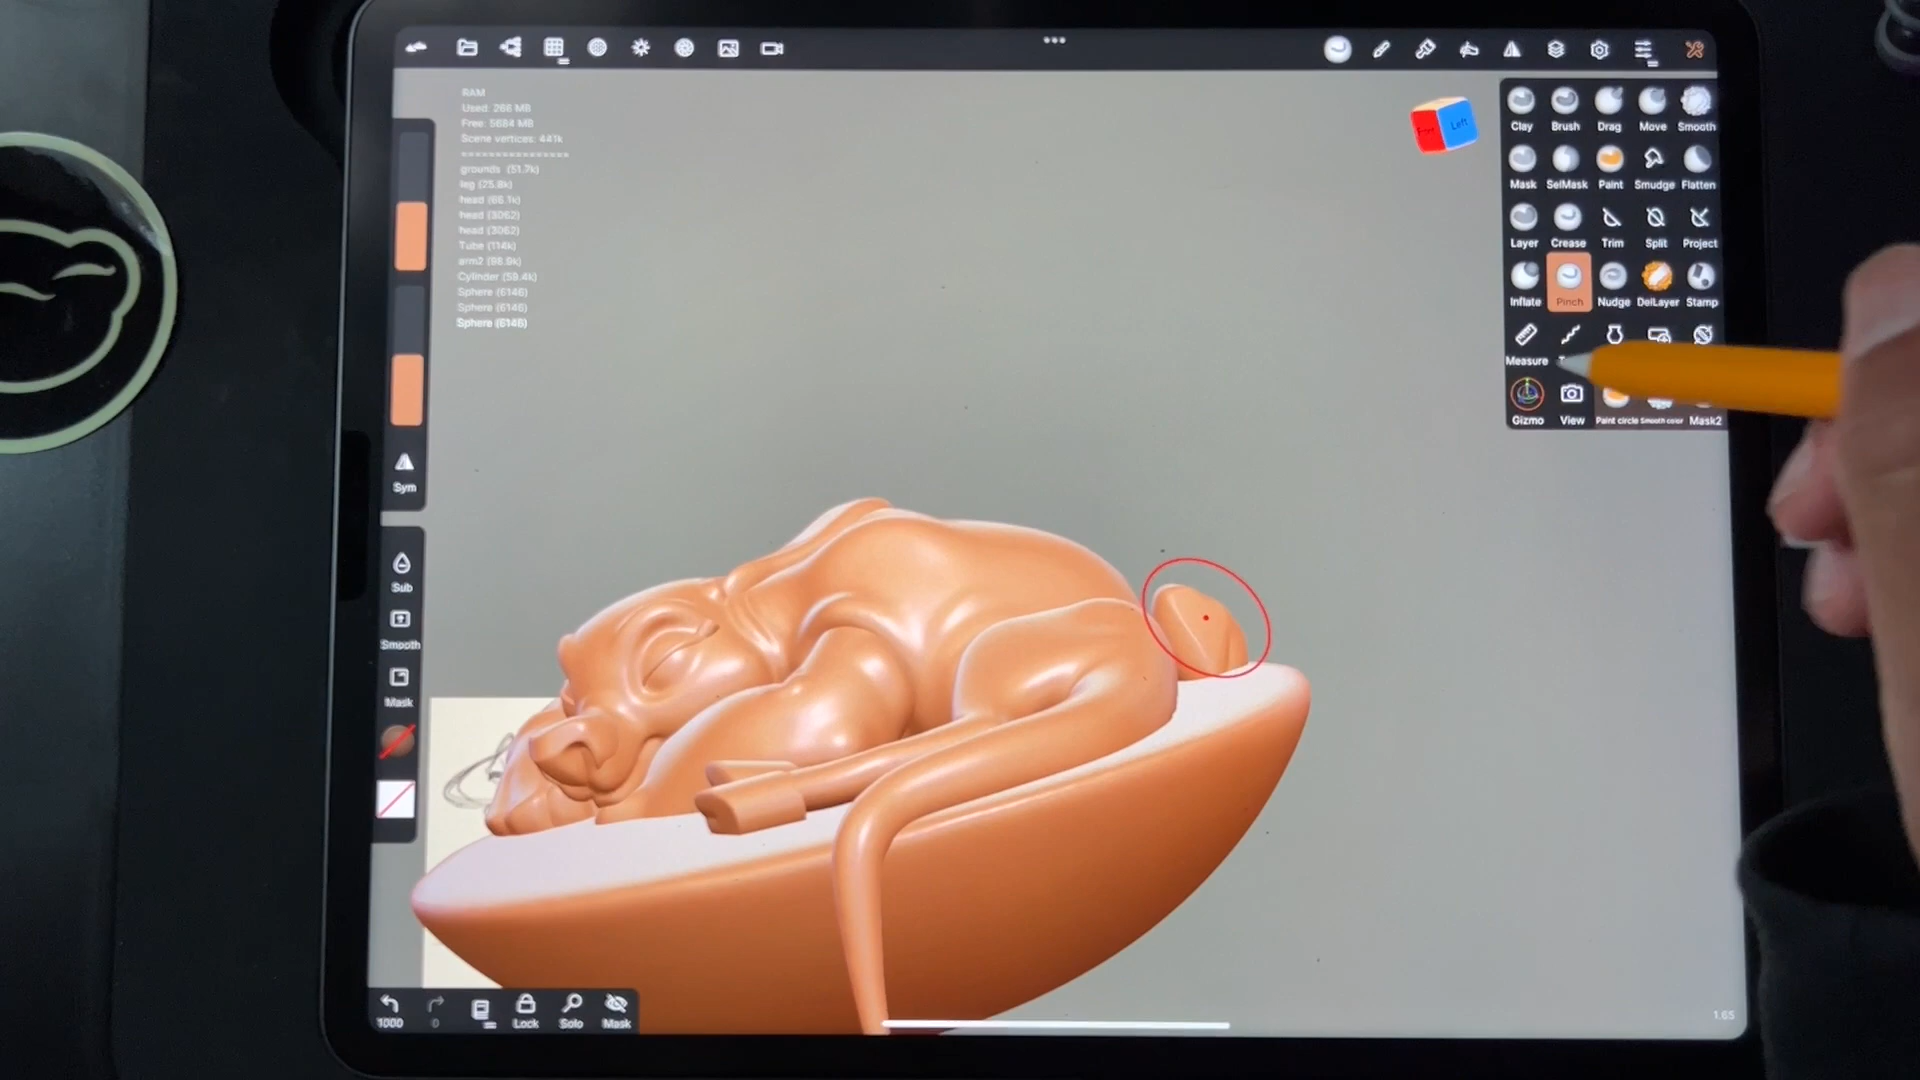 RAM
Used: 266 MB
Free: 5684 MB
Scene vertices: 441k
================
grounds (51.7k)
leg (25.8k)
head (66.1k)
head (3062)
head (3062)
Tube (114k)
arm2 (98.9k)
Cylinder (59.4k)
Sphere (6146)
Sphere (6146)
Sphere (6146)
Left
Clay Brush Drag Move Smooth
Mask SelMask Paint Smudge Flatten
Layer Crease Trim Split Project
Inflate Pinch Nudge DelLayer Stamp
Measure
Gizmo View Paint circle Smooth color Mask2
Sym
Sub
Smooth
Mask
1000 0 Lock Solo Mask
1.65